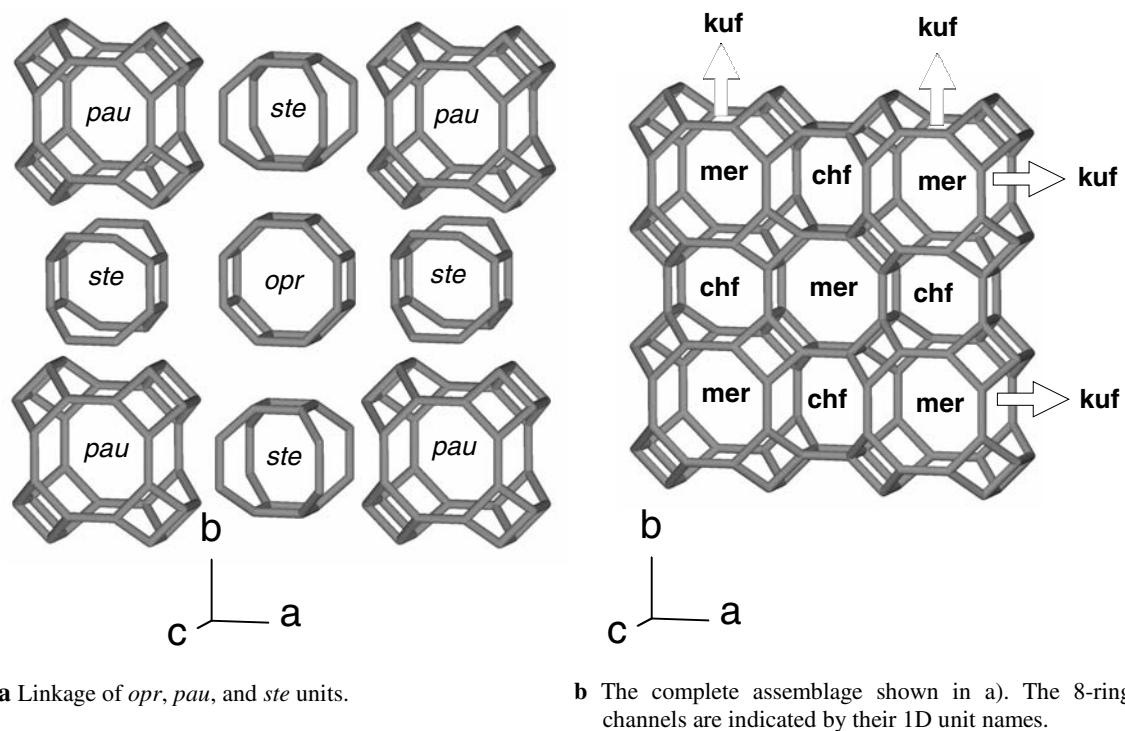 pau ste pau
ste opr ste
pau ste pau
b
c a
kuf kuf
mer chf mer kuf
chf mer chf
mer chf mer kuf
b
c a
a Linkage of opr, pau, and ste units.
b The complete assemblage shown in a). The 8-ring
channels are indicated by their 1D unit names.